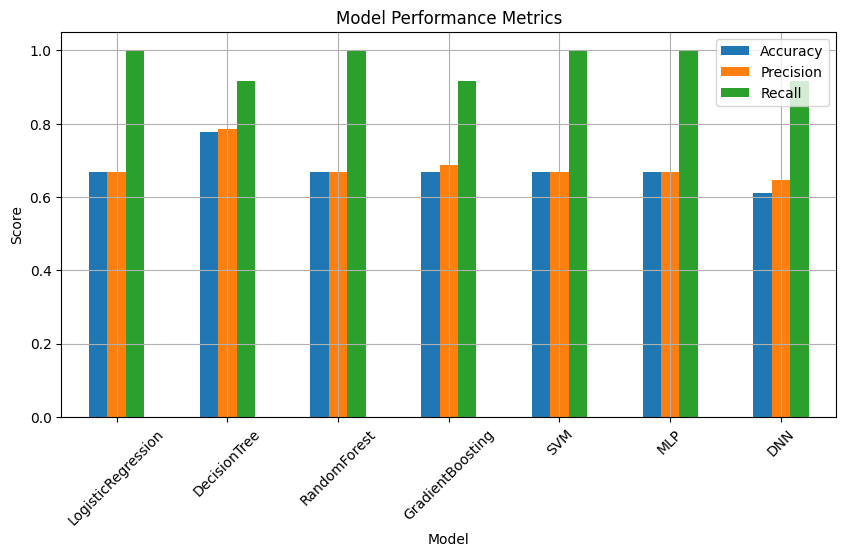 Model Performance Metrics
Accuracy
Precision
Recall
Score
1.0
0.8
0.6
0.4
0.2
0.0
LogisticRegression
DecisionTree
RandomForest
GradientBoosting
SVM
MLP
DNN
Model